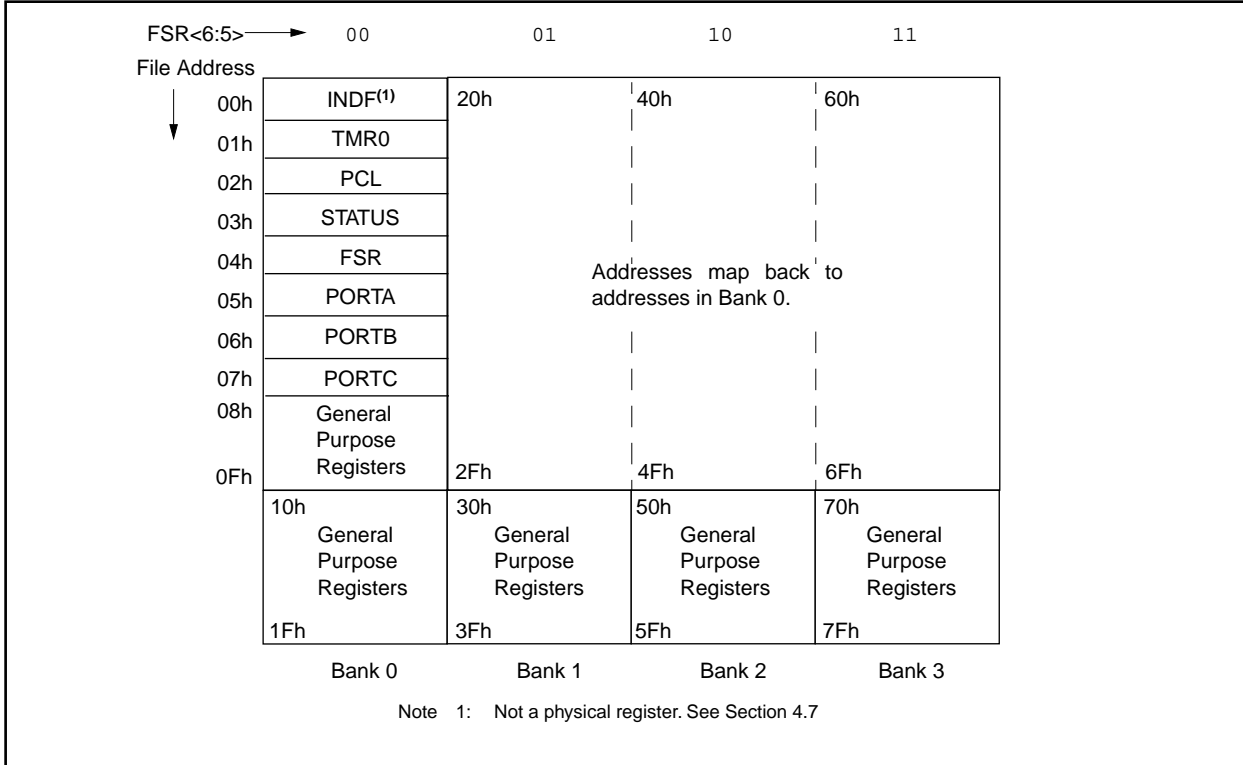 FSR<6:5> 00 01 10 11
File Address
00h INDF(1) 20h 40h 60h
01h TMR0
02h PCL
03h STATUS
04h FSR
Addresses map back to
addresses in Bank 0.
05h PORTA
06h PORTB
07h PORTC
08h General
Purpose
Registers
0Fh 2Fh 4Fh 6Fh
10h 30h 50h 70h
General General General General
Purpose Purpose Purpose Purpose
Registers Registers Registers Registers
1Fh 3Fh 5Fh 7Fh
Bank 0 Bank 1 Bank 2 Bank 3
Note 1: Not a physical register. See Section 4.7